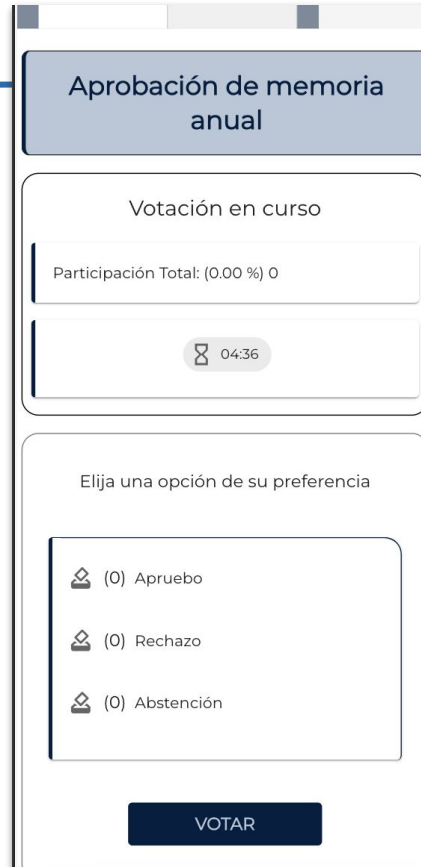 Aprobación de memoria
anual
Votación en curso
Participación Total: (0.00 %) 0
04:36
Elija una opción de su preferencia
(0) Apruebo
(0) Rechazo
(0) Abstención
VOTAR